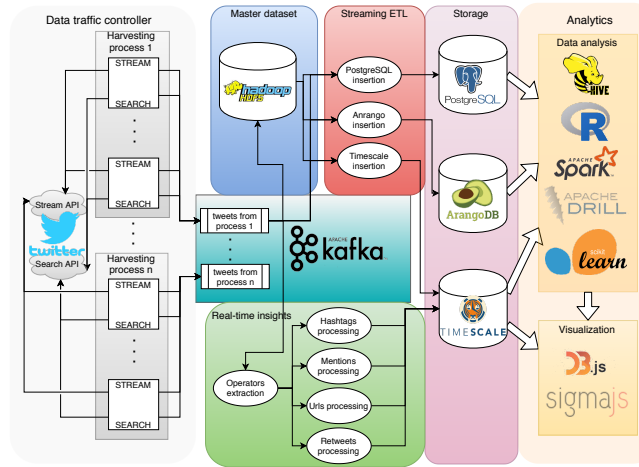 Data traffic controller
Harvesting
process 1
STREAM
SEARCH
STREAM
SEARCH
Stream API
twitter
Search API
Harvesting
process n
STREAM
SEARCH
STREAM
SEARCH
Master dataset
hadoop
HDFS
Streaming ETL
PostgreSQL
insertion
Anrango
insertion
Timescale
insertion
tweets from
process 1
tweets from
process n
APACHE
kafka
Real-time insights
Operators
extraction
Hashtags
processing
Mentions
processing
Urls processing
Retweets
processing
Storage
PostgreSQL
ArangoDB
TIMESCALE
Analytics
Data analysis
HIVE
R
APACHE
Spark
APACHE
DRILL
scikit
learn
Visualization
D3.js
sigmajs